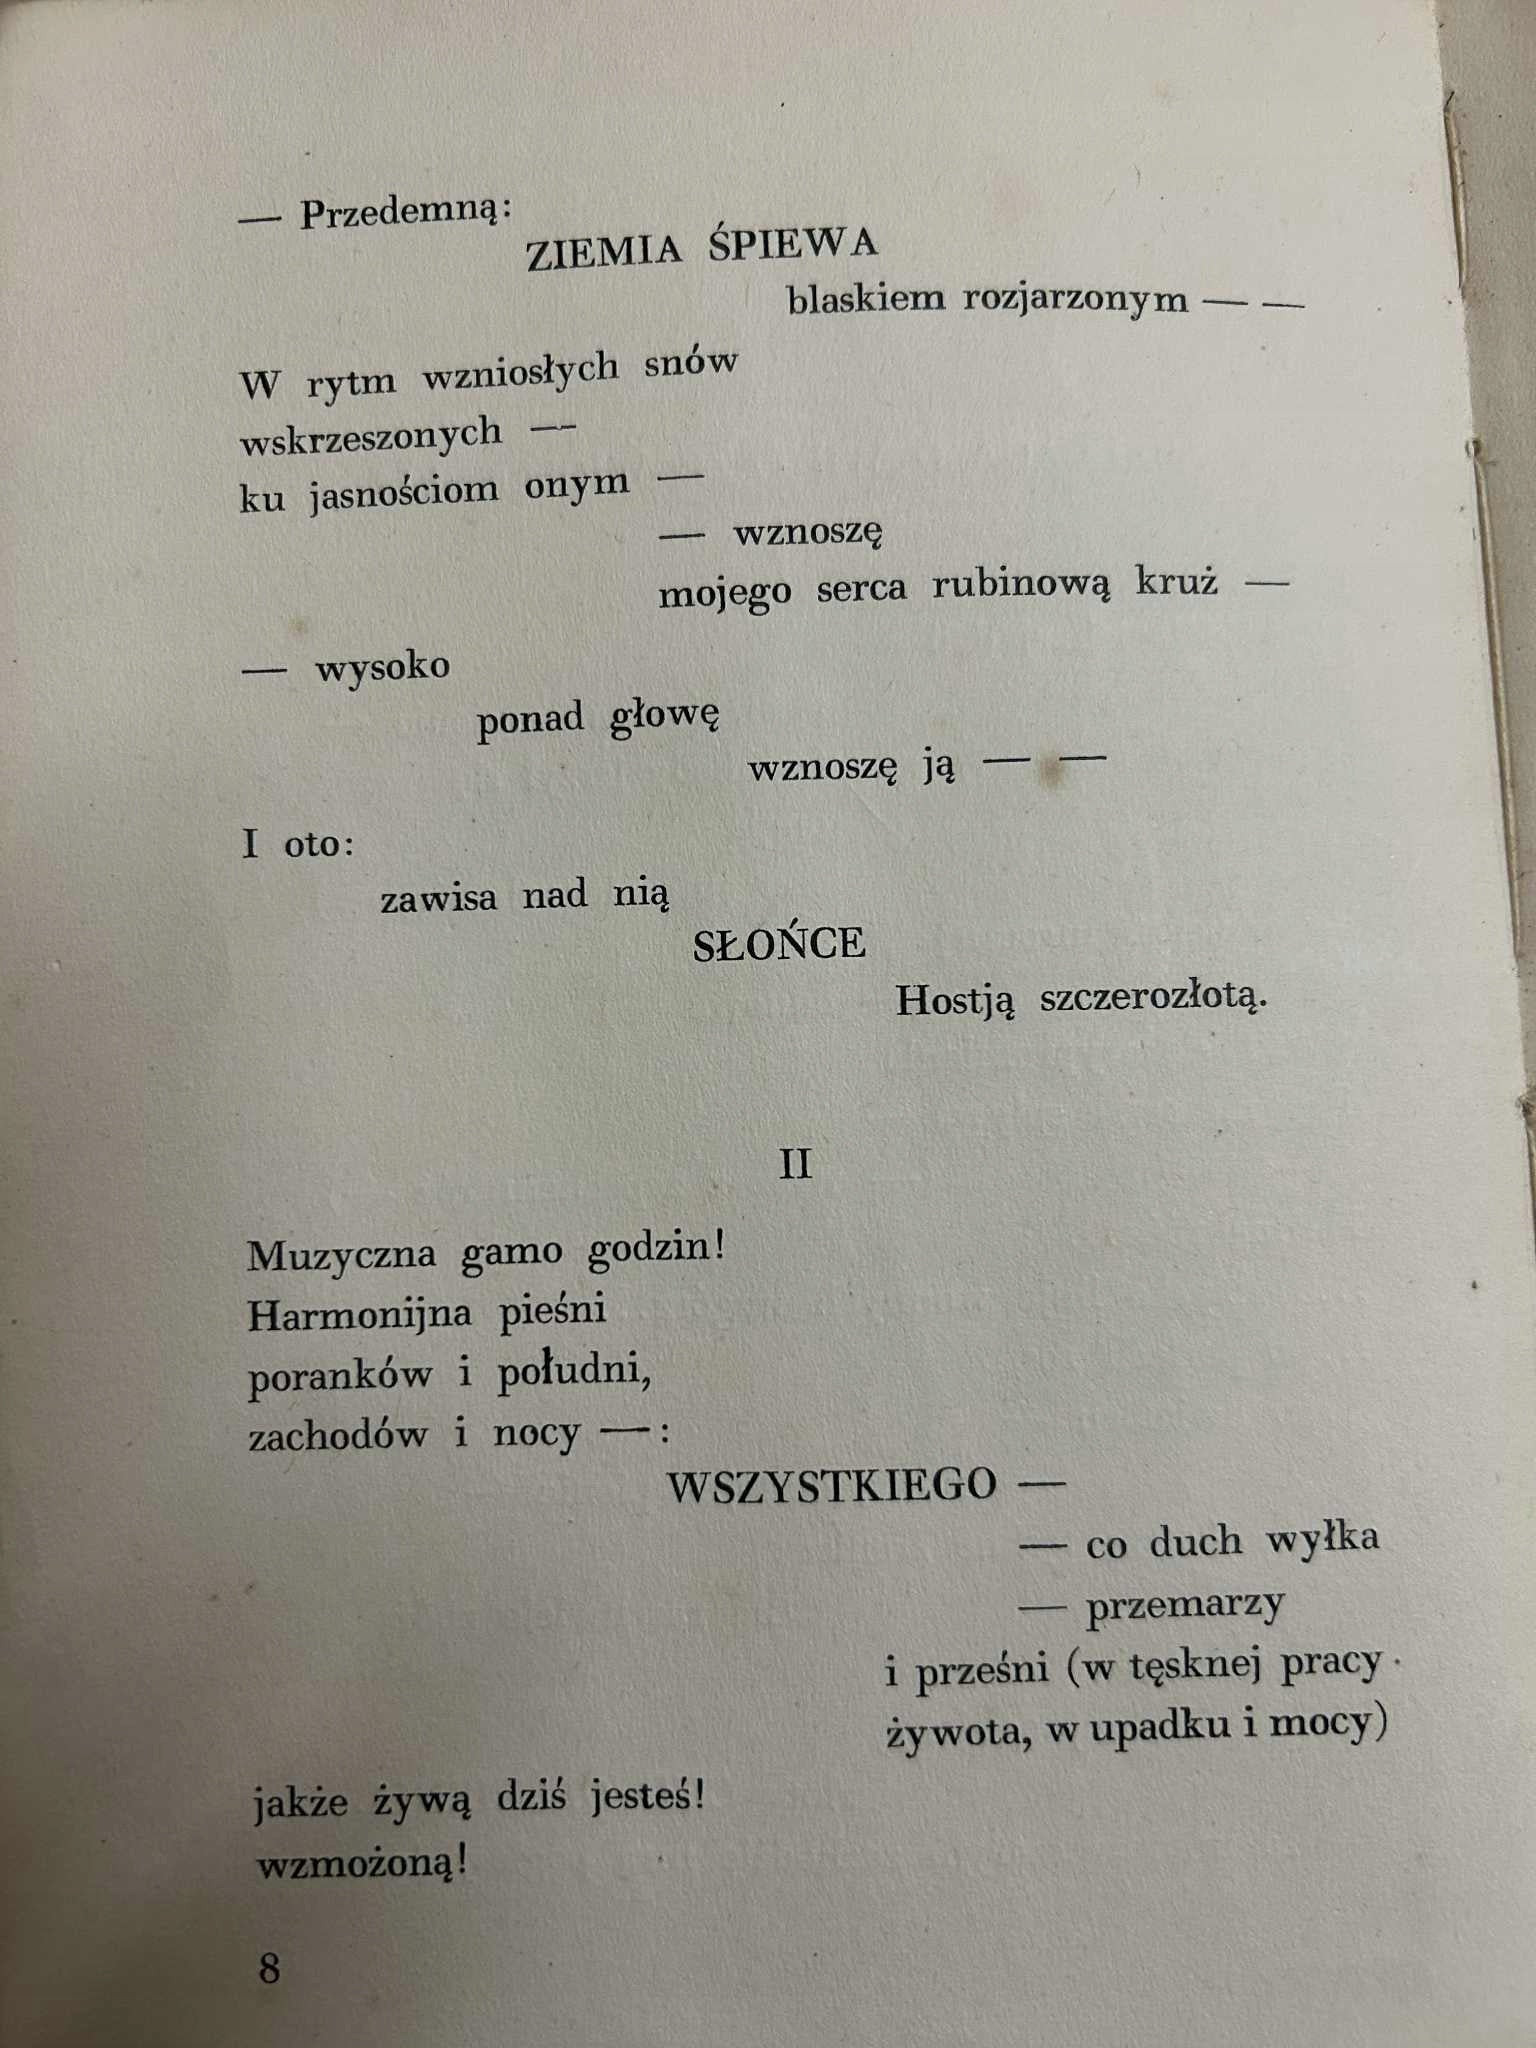 — Przedemną:
ZIEMIA ŚPIEWA
blaskiem rozjarzonym — —
W rytm wzniosłych snów
wskrzeszonych —
ku jasnościom onym —
— wznoszę
mojego serca rubinową kruż —
— wysoko
ponad głowę
wznoszę ją — —
I oto:
zawisa nad nią
SŁOŃCE
Hostją szczerozłotą.
II
Muzyczna gamo godzin!
Harmonijna pieśni
poranków i południ,
zachodów i nocy —:
WSZYSTKIEGO —
— co duch wyłka
— przemarzy
i prześni (w tęsknej pracy
żywota, w upadku i mocy)
jakże żywą dziś jesteś!
wzmożoną!
8